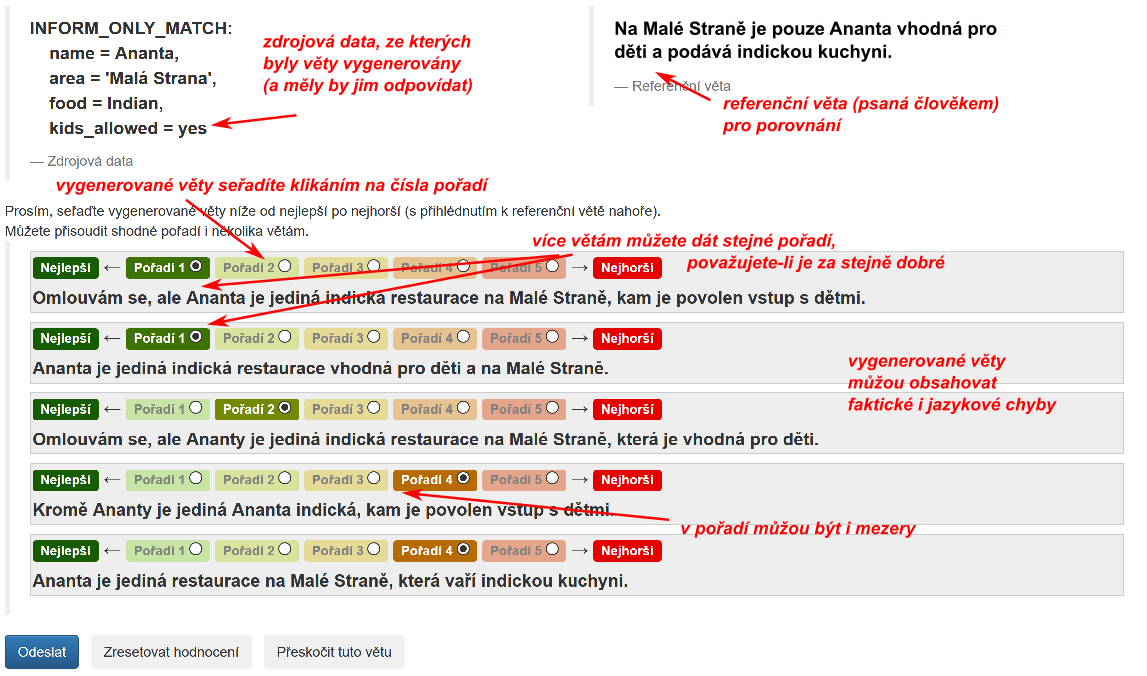 INFORM_ONLY_MATCH:
name = Ananta,
area = 'Malá Strana',
food = Indian,
kids_allowed = yes
— Zdrojová data
zdrojová data, ze kterých
byly věty vygenerovány
(a měly by jim odpovídat)
Na Malé Straně je pouze Ananta vhodná pro
děti a podává indickou kuchyni.
— Referenční věta
referenční věta (psaná člověkem)
pro porovnání
vygenerované věty seřadíte klikáním na čísla pořadí
Prosím, seřaďte vygenerované věty níže od nejlepší po nejhorší (s přihlédnutím k referenční větě nahoře).
Můžete přisoudit shodné pořadí i několika větám.
více větám můžete dát stejné pořadí,
považujete-li je za stejně dobré
Nejlepší ← Pořadí 1 Pořadí 2 Pořadí 3 Pořadí 4 Pořadí 5 → Nejhorší
Omlouvám se, ale Ananta je jediná indická restaurace na Malé Straně, kam je povolen vstup s dětmi.
Nejlepší ← Pořadí 1 Pořadí 2 Pořadí 3 Pořadí 4 Pořadí 5 → Nejhorší
Ananta je jediná indická restaurace vhodná pro děti a na Malé Straně.
vygenerované věty
můžou obsahovat
faktické i jazykové chyby
Nejlepší ← Pořadí 1 Pořadí 2 Pořadí 3 Pořadí 4 Pořadí 5 → Nejhorší
Omlouvám se, ale Ananty je jediná indická restaurace na Malé Straně, která je vhodná pro děti.
Nejlepší ← Pořadí 1 Pořadí 2 Pořadí 3 Pořadí 4 Pořadí 5 → Nejhorší
Kromě Ananty je jediná Ananta indická, kam je povolen vstup s dětmi.
v pořadí můžou být i mezery
Nejlepší ← Pořadí 1 Pořadí 2 Pořadí 3 Pořadí 4 Pořadí 5 → Nejhorší
Ananta je jediná restaurace na Malé Straně, která vaří indickou kuchyni.
Odeslat Zresetovat hodnocení Přeskočit tuto větu